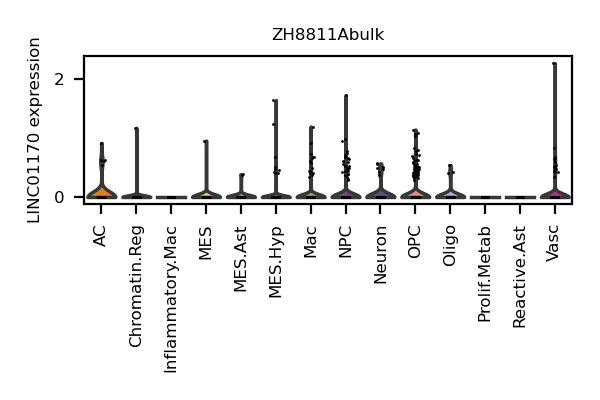 ZH8811Abulk
LINC01170 expression
2
0
AC
Chromatin.Reg
Inflammatory.Mac
MES
MES.Ast
MES.Hyp
Mac
NPC
Neuron
OPC
Oligo
Prolif.Metab
Reactive.Ast
Vasc